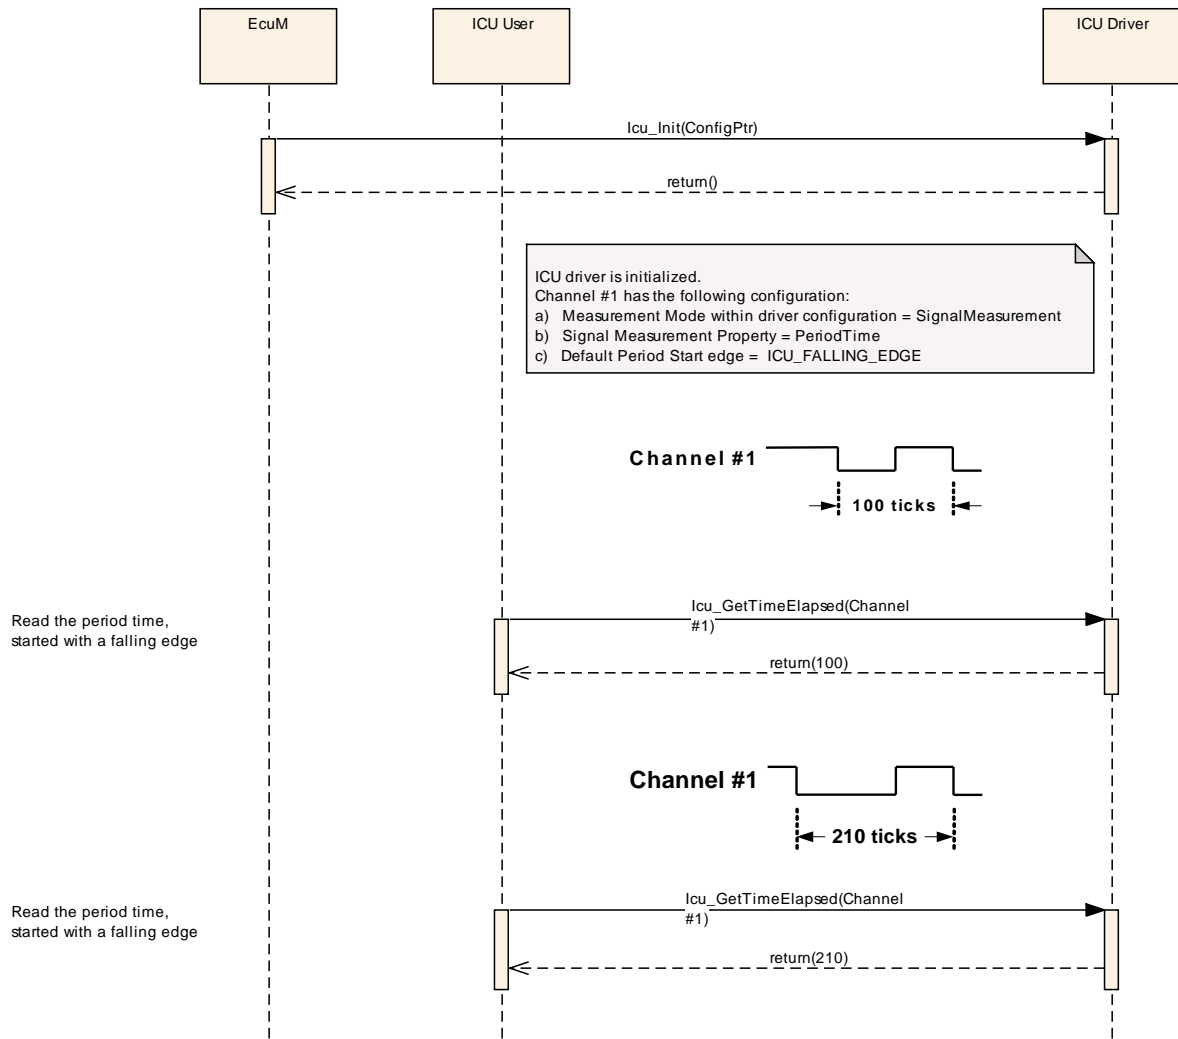 EcuM
ICU User
ICU Driver
Icu_Init(ConfigPtr)
return()
ICU driver is initialized.
Channel #1 has the following configuration:
a) Measurement Mode within driver configuration = SignalMeasurement
b) Signal Measurement Property = PeriodTime
c) Default Period Start edge = ICU_FALLING_EDGE
Channel #1
100 ticks
Read the period time,
started with a falling edge
Icu_GetTimeElapsed(Channel
#1)
return(100)
Channel #1
210 ticks
Read the period time,
started with a falling edge
Icu_GetTimeElapsed(Channel
#1)
return(210)